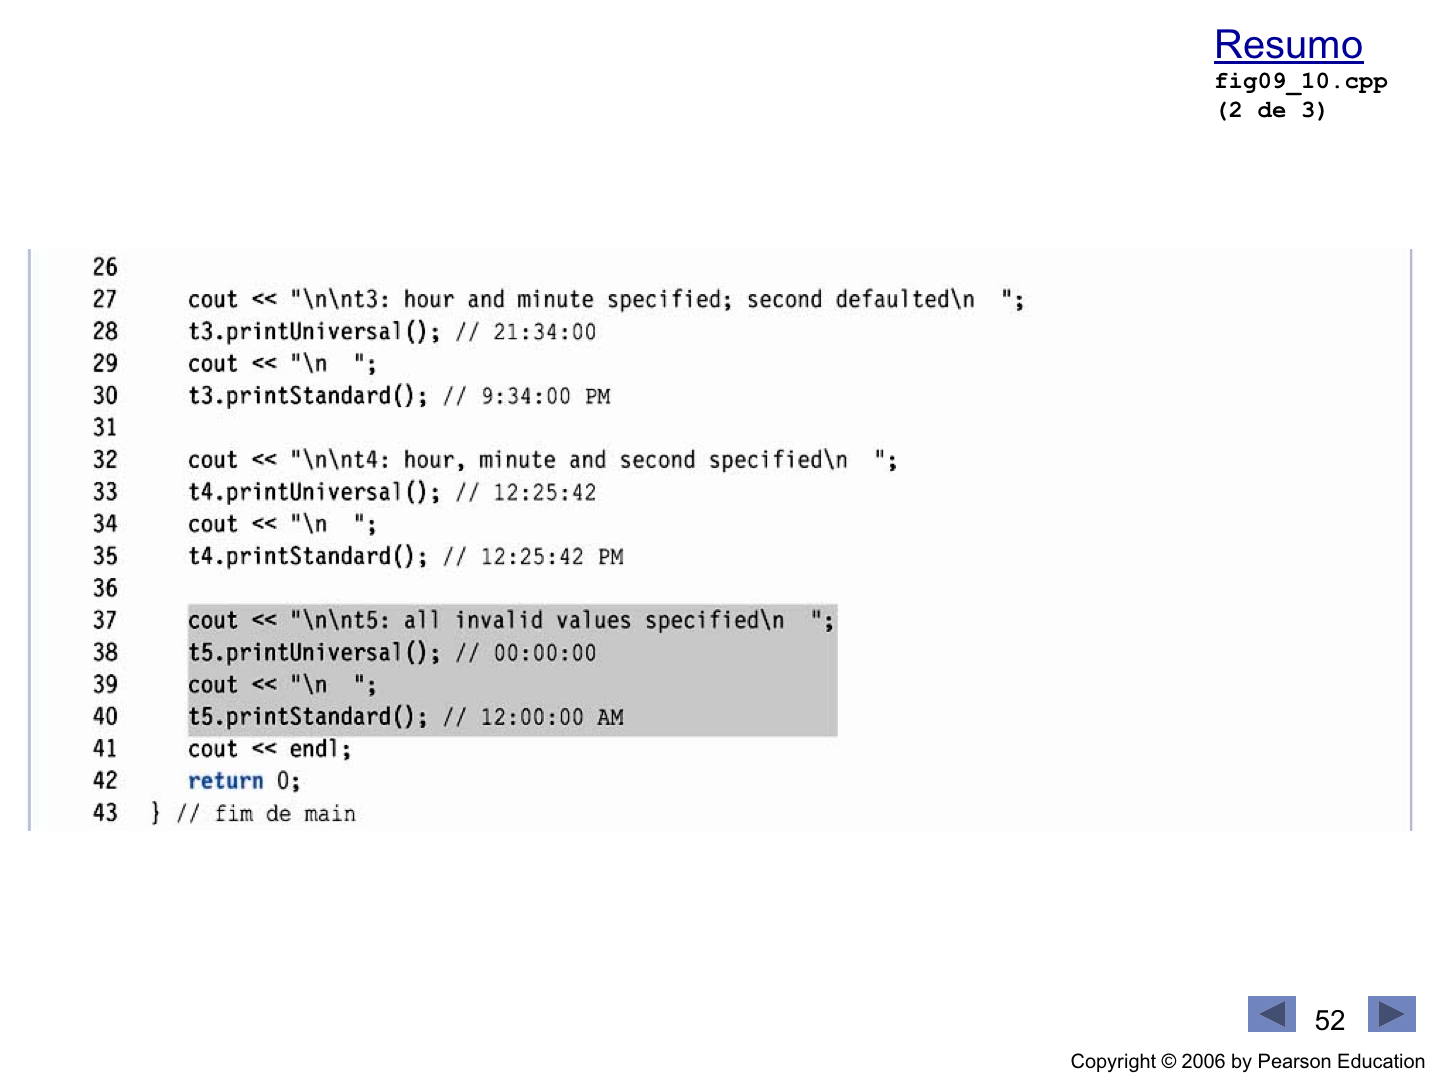 Resumo
fig09_10.cpp
(2 de 3)
26
27 cout << "\n\nt3: hour and minute specified; second defaulted\n  ";
28 t3.printUniversal(); // 21:34:00
29 cout << "\n  ";
30 t3.printStandard(); // 9:34:00 PM
31
32 cout << "\n\nt4: hour, minute and second specified\n  ";
33 t4.printUniversal(); // 12:25:42
34 cout << "\n  ";
35 t4.printStandard(); // 12:25:42 PM
36
37 cout << "\n\nt5: all invalid values specified\n  ";
38 t5.printUniversal(); // 00:00:00
39 cout << "\n  ";
40 t5.printStandard(); // 12:00:00 AM
41 cout << endl;
42 return 0;
43 } // fim de main
52
Copyright © 2006 by Pearson Education